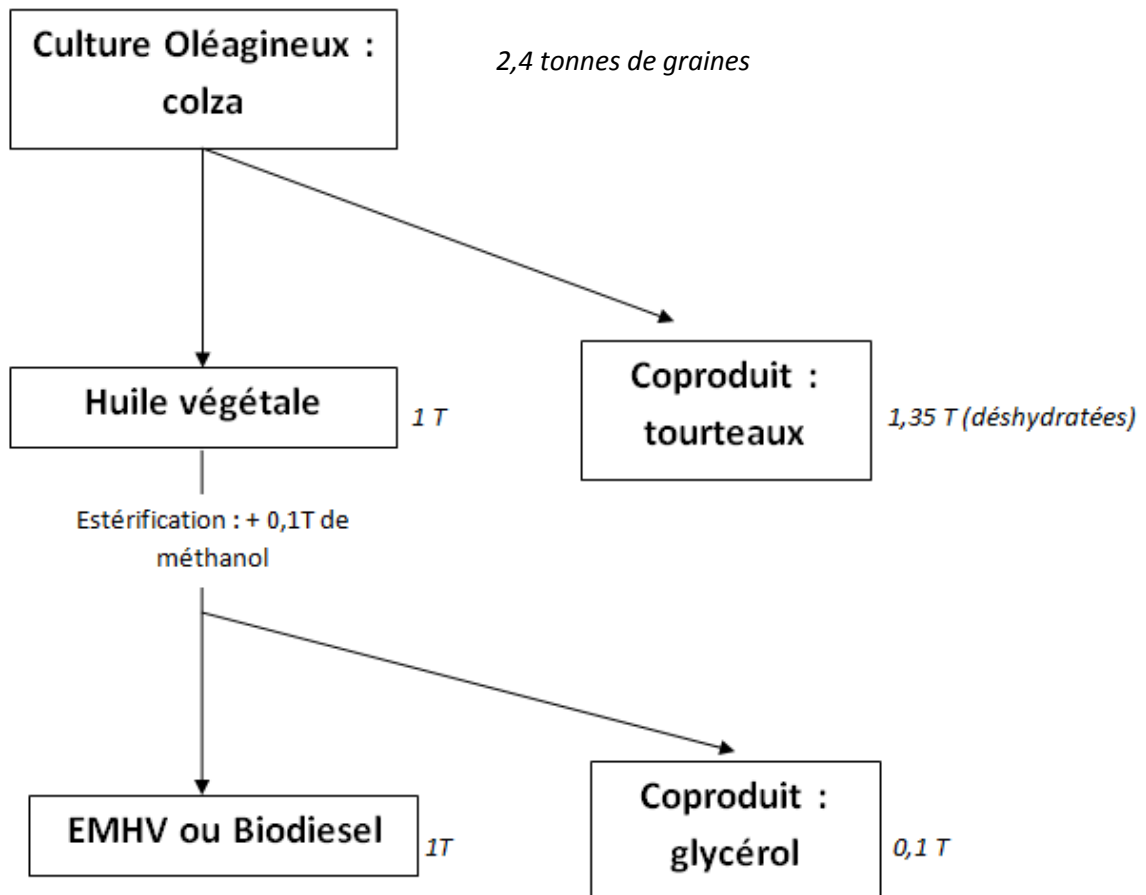 Culture Oléagineux :
colza
2,4 tonnes de graines
Huile végétale
1 T
Coproduit :
tourteaux
1,35 T (déshydratées)
Estérification : + 0,1T de
méthanol
EMHV ou Biodiesel
1T
Coproduit :
glycérol
0,1 T